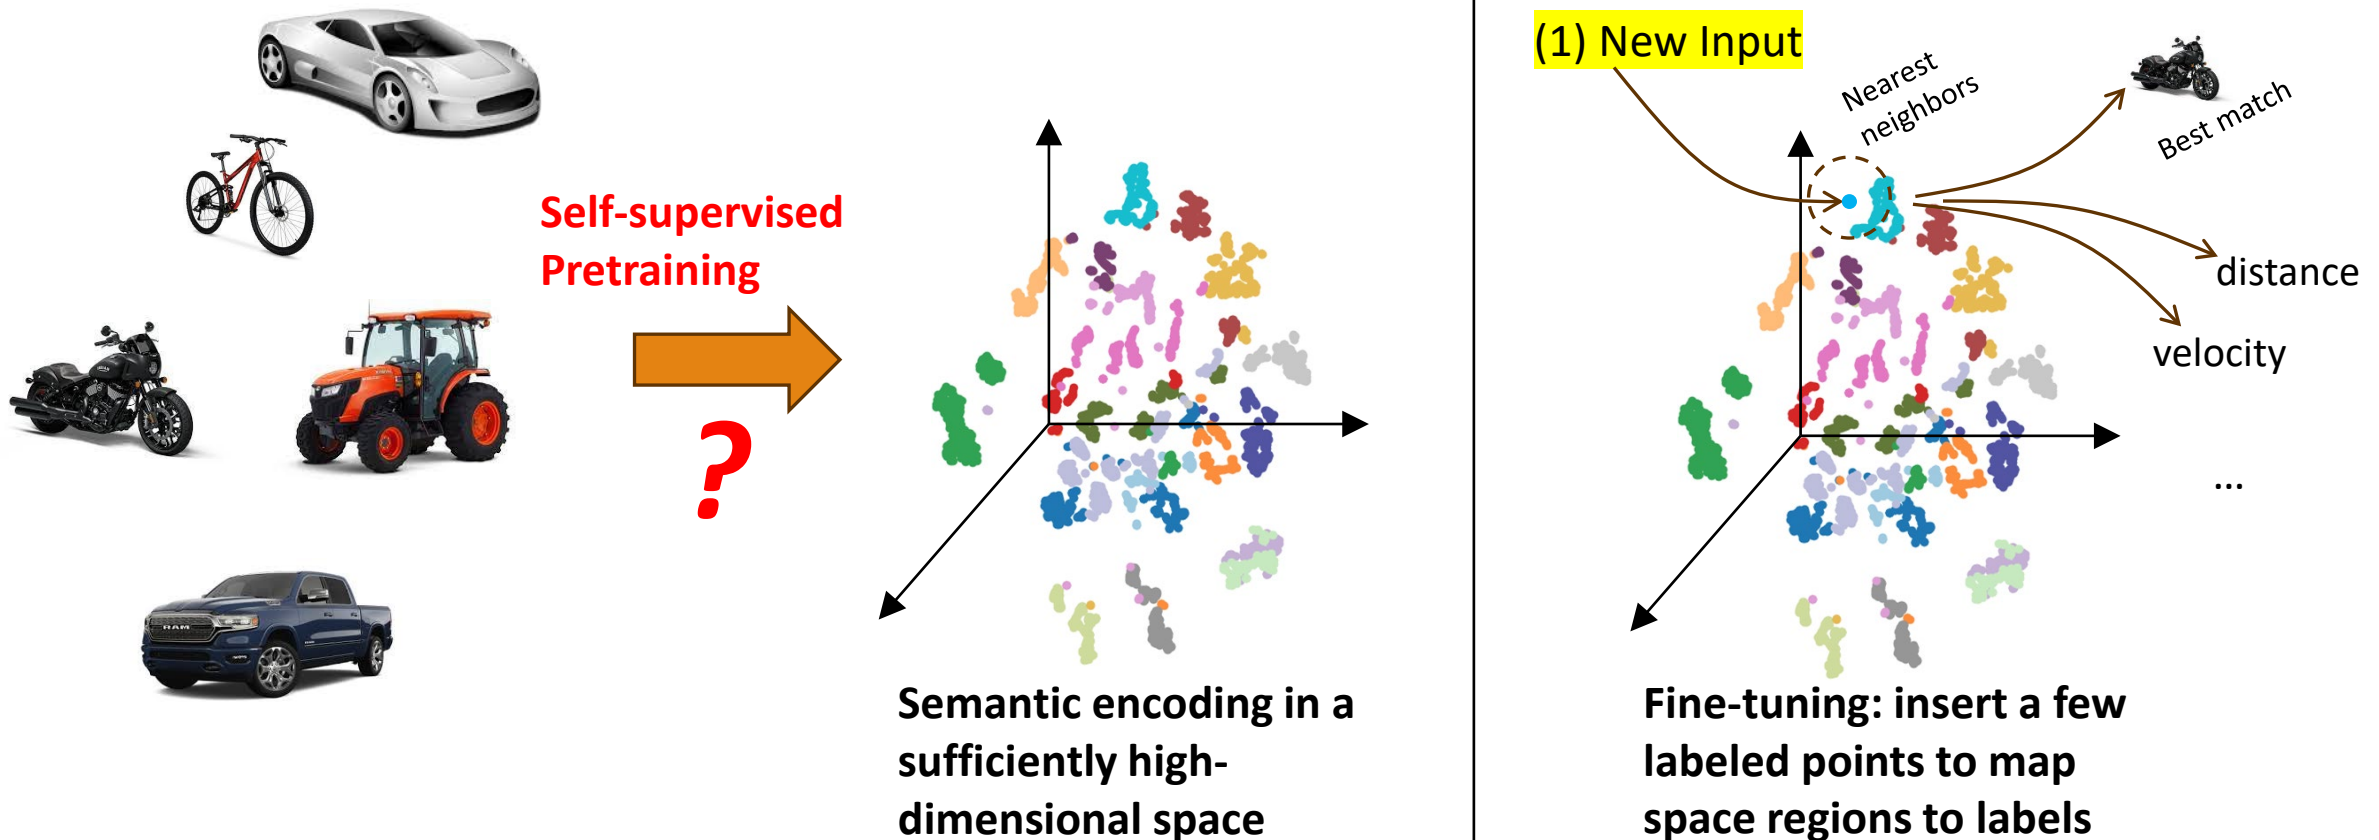 Self-supervised
Pretraining
?
RAM
Semantic encoding in a
sufficiently high-
dimensional space
(1) New Input
Nearest
neighbors
Best match
distance
velocity
...
Fine-tuning: insert a few
labeled points to map
space regions to labels